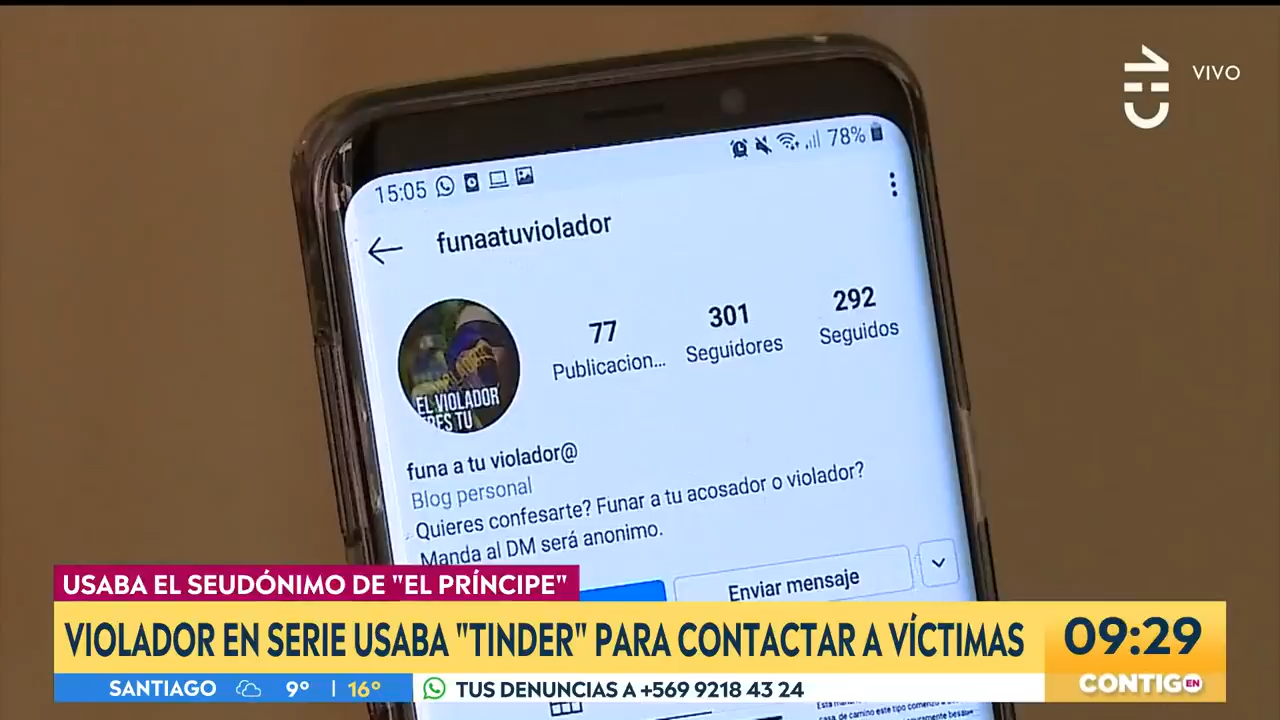 CHV
VIVO
15:05
78%
funaatuviolador
77
Publicacion...
301
Seguidores
292
Seguidos
EL VIOLADOR
ERES TU
funa a tu violador@
Blog personal
Quieres confesarte? Funar a tu acosador o violador?
Manda al DM será anonimo.
Enviar mensaje
USABA EL SEUDÓNIMO DE "EL PRÍNCIPE"
VIOLADOR EN SERIE USABA "TINDER" PARA CONTACTAR A VÍCTIMAS
09:29
CONTIGO EN
SANTIAGO 9° | 16°
TUS DENUNCIAS A +569 9218 43 24